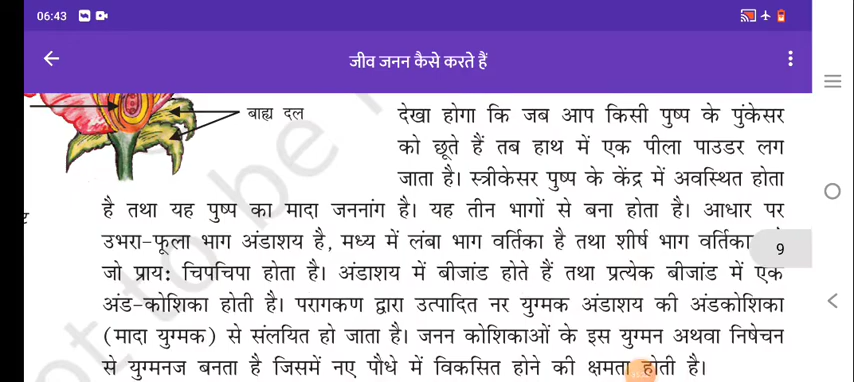 06:43
जीव जनन कैसे करते हैं
बाह्य दल
देखा होगा कि जब आप किसी पुष्प के पुंकेसर
को छूते हैं तब हाथ में एक पीला पाउडर लग
जाता है। स्त्रीकेसर पुष्प के केंद्र में अवस्थित होता
है तथा यह पुष्प का मादा जननांग है। यह तीन भागों से बना होता है। आधार पर
उभरा-फूला भाग अंडाशय है, मध्य में लंबा भाग वर्तिका है तथा शीर्ष भाग वर्तिका
9
जो प्राय: चिपचिपा होता है। अंडाशय में बीजांड होते हैं तथा प्रत्येक बीजांड में एक
अंड-कोशिका होती है। परागकण द्वारा उत्पादित नर युग्मक अंडाशय की अंडकोशिका
(मादा युग्मक) से संलयित हो जाता है। जनन कोशिकाओं के इस युग्मन अथवा निषेचन
से युग्मनज बनता है जिसमें नए पौधे में विकसित होने की क्षमता होती है।